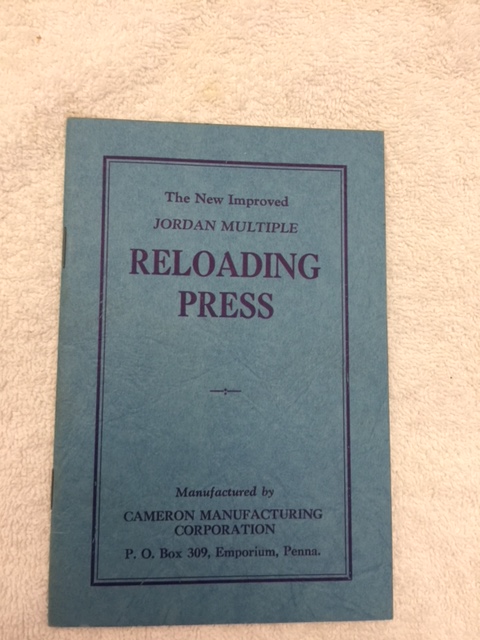 The New Improved
JORDAN MULTIPLE
RELOADING
PRESS
Manufactured by
CAMERON MANUFACTURING
CORPORATION
P. O. Box 309, Emporium, Penna.